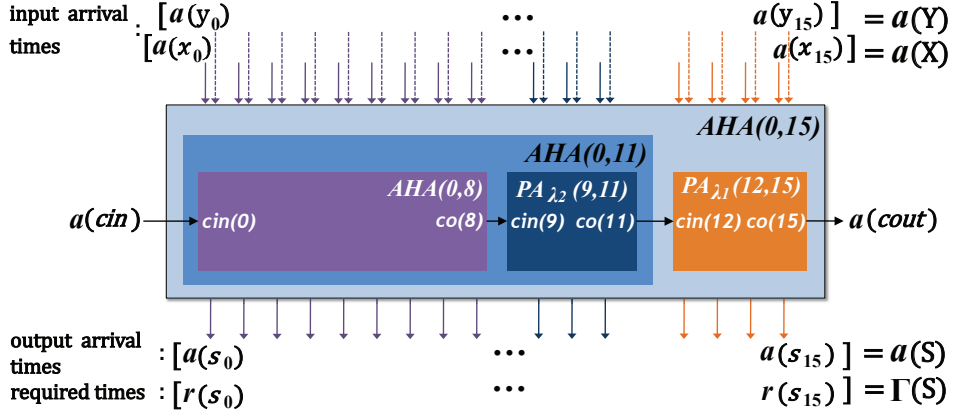 input arrival : [a(y₀) ... a(y₁₅) ] = a(Y)
times [a(x₀) ... a(x₁₅)] = a(X)
AHA(0,15)
AHA(0,11)
AHA(0,8) PA λ2 (9,11) PA λ1 (12,15)
a(cin) cin(0) co(8) cin(9) co(11) cin(12) co(15) a(cout)
output arrival times : [a(s₀) ... a(s₁₅)] = a(S)
required times : [r(s₀) ... r(s₁₅)] = Γ(S)